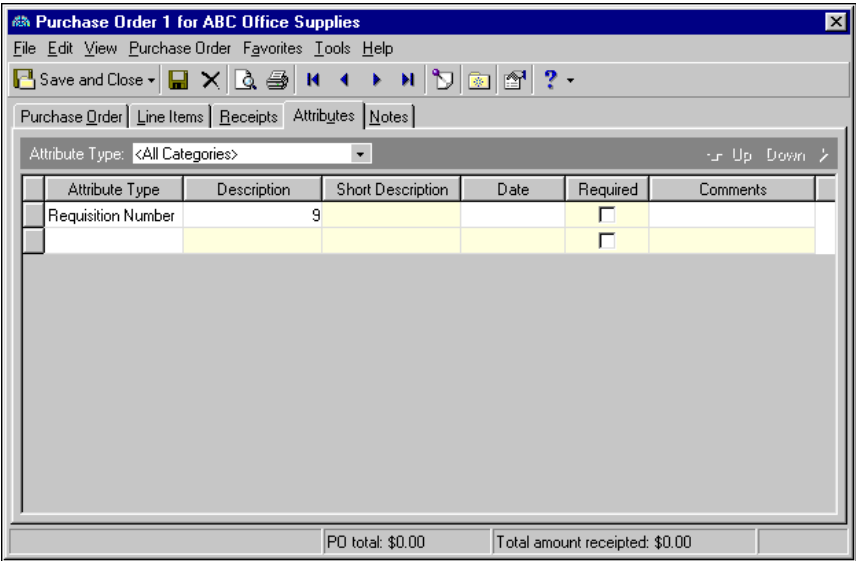 Purchase Order 1 for ABC Office Supplies
File Edit View Purchase Order Favorites Tools Help
Save and Close ?
Purchase Order Line Items Receipts Attributes Notes
Attribute Type: <All Categories> Up Down
Attribute Type Description Short Description Date Required Comments
Requisition Number 9
PO total: $0.00 Total amount receipted: $0.00